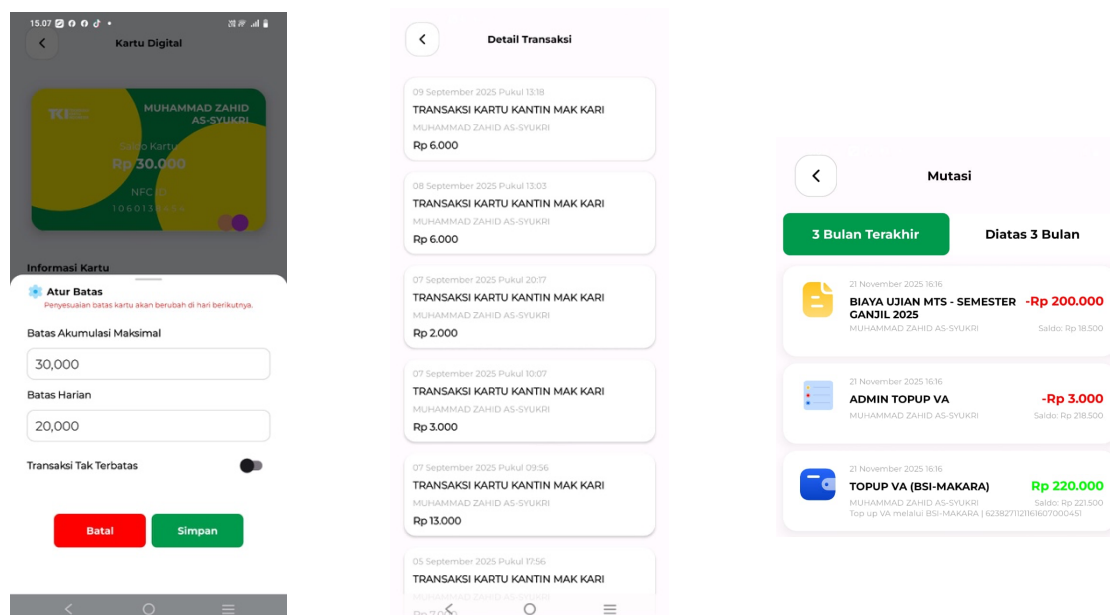 15.07
Kartu Digital
TKI
MUHAMMAD ZAHID
AS-SYUKRI
Saldo Kartu
Rp 30.000
NFC ID
Informasi Kartu
Atur Batas
Penyesuaian batas kartu akan berubah di hari berikutnya.
Batas Akumulasi Maksimal
30,000
Batas Harian
20,000
Transaksi Tak Terbatas
Batal
Simpan
Detail Transaksi
09 September 2025 Pukul 13:18
TRANSAKSI KARTU KANTIN MAK KARI
MUHAMMAD ZAHID AS-SYUKRI
Rp 6.000
08 September 2025 Pukul 13:03
TRANSAKSI KARTU KANTIN MAK KARI
MUHAMMAD ZAHID AS-SYUKRI
Rp 6.000
07 September 2025 Pukul 20:17
TRANSAKSI KARTU KANTIN MAK KARI
MUHAMMAD ZAHID AS-SYUKRI
Rp 2.000
07 September 2025 Pukul 10:07
TRANSAKSI KARTU KANTIN MAK KARI
MUHAMMAD ZAHID AS-SYUKRI
Rp 3.000
07 September 2025 Pukul 09:56
TRANSAKSI KARTU KANTIN MAK KARI
MUHAMMAD ZAHID AS-SYUKRI
Rp 13.000
05 September 2025 Pukul 17:56
TRANSAKSI KARTU KANTIN MAK KARI
MUHAMMAD ZAHID AS-SYUKRI
Rp 7.000
Mutasi
3 Bulan Terakhir
Diatas 3 Bulan
21 November 2025 16:16
BIAYA UJIAN MTS - SEMESTER -Rp 200.000
GANJIL 2025
MUHAMMAD ZAHID AS-SYUKRI Saldo: Rp 18.500
21 November 2025 16:16
ADMIN TOPUP VA -Rp 3.000
MUHAMMAD ZAHID AS-SYUKRI Saldo: Rp 218.500
21 November 2025 16:16
TOPUP VA (BSI-MAKARA) Rp 220.000
MUHAMMAD ZAHID AS-SYUKRI Saldo: Rp 221.500
Top up VA melalui BSI-MAKARA |